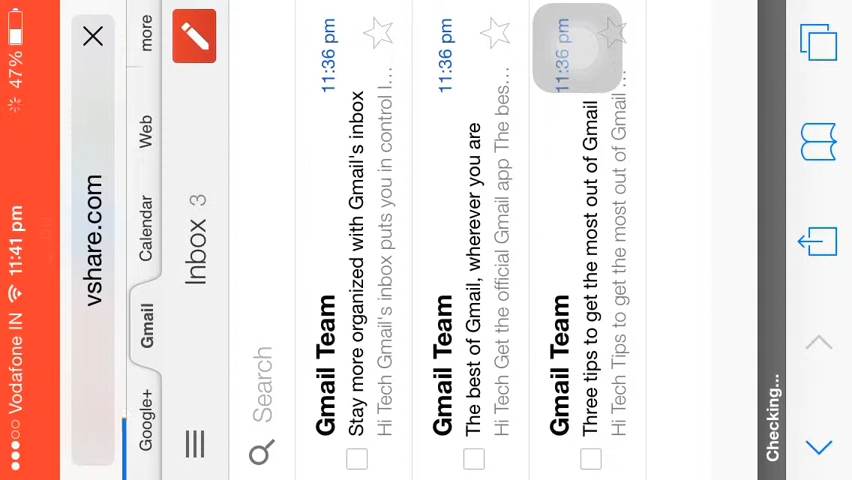 Vodafone IN 11:41 pm 47%
vshare.com
Google+ Gmail Calendar Web more
Inbox 3
Search
Gmail Team 11:36 pm
Stay more organized with Gmail's inbox
Hi Tech Gmail's inbox puts you in control I...
Gmail Team 11:36 pm
The best of Gmail, wherever you are
Hi Tech Get the official Gmail app The bes...
Gmail Team 11:36 pm
Three tips to get the most out of Gmail
Hi Tech Tips to get the most out of Gmail ...
Checking...